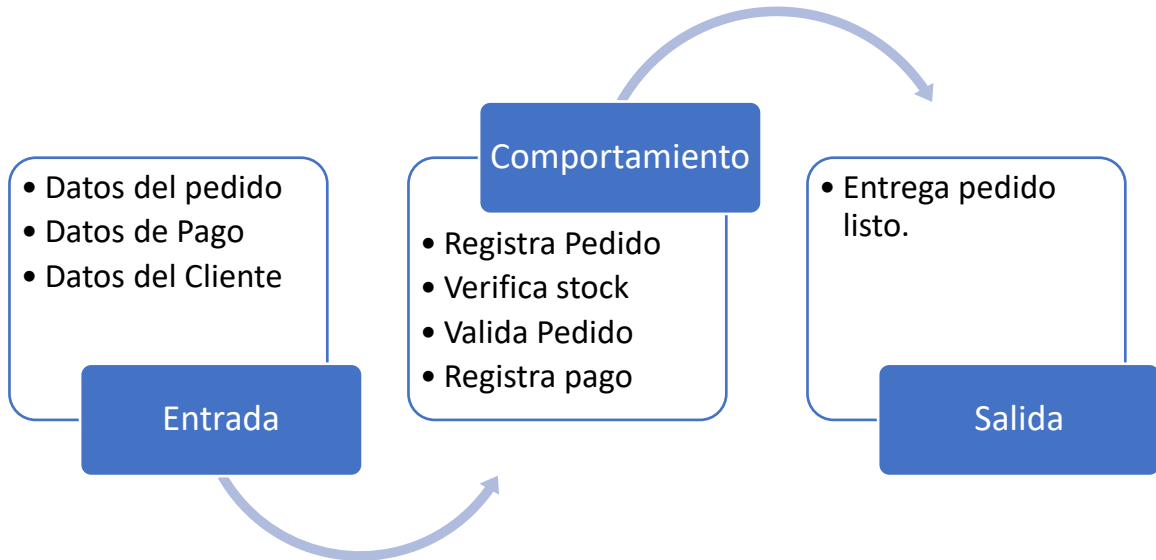 • Datos del pedido
• Datos de Pago
• Datos del Cliente
Entrada
Comportamiento
• Registra Pedido
• Verifica stock
• Valida Pedido
• Registra pago
• Entrega pedido
listo.
Salida